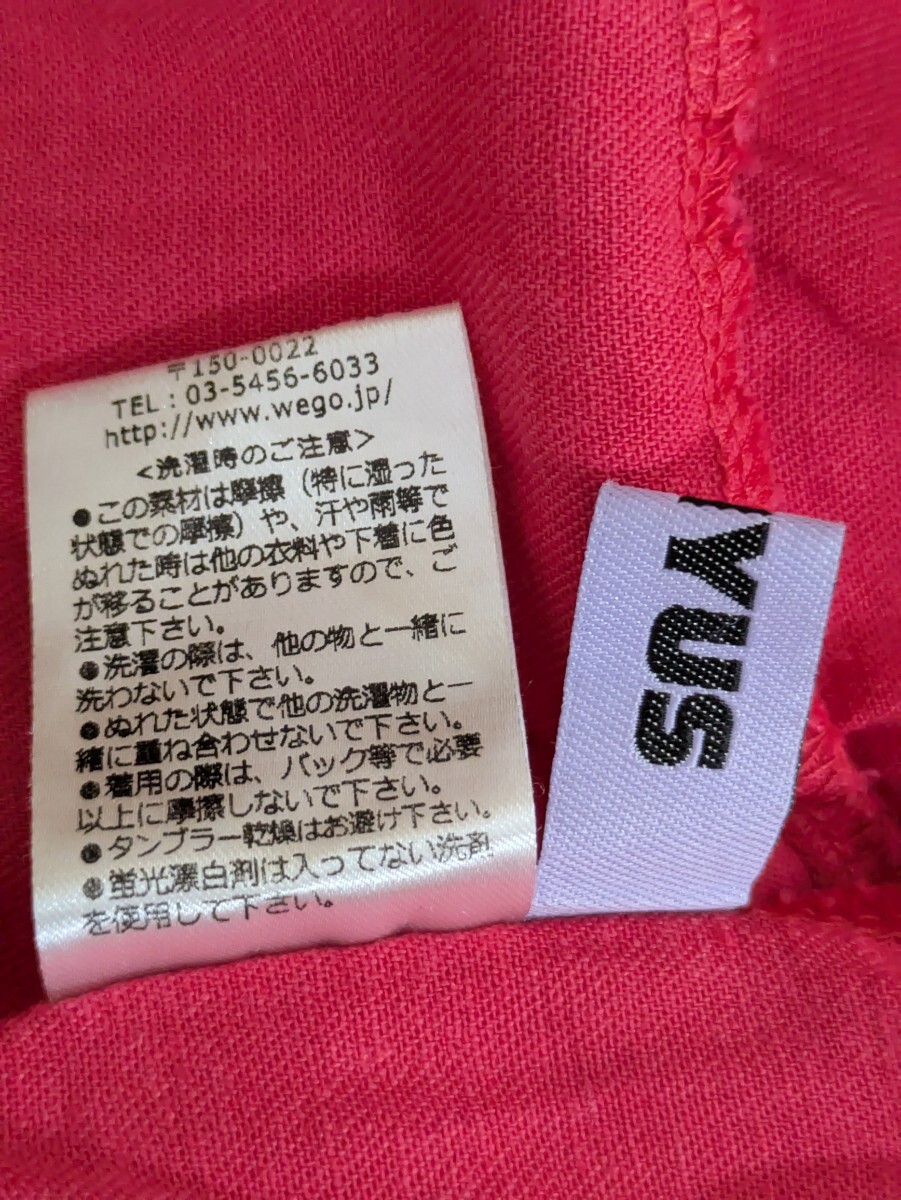 〒150-0022
TEL : 03-5456-6033
http://www.wego.jp/
<洗濯時のご注意>
●この素材は摩擦（特に湿った
状態での摩擦）や、汗や雨等で
ぬれた時は他の衣料や下着に色
が移ることがありますので、ご
注意下さい。
●洗濯の際は、他の物と一緒に
洗わないで下さい。
●ぬれた状態で他の洗濯物と一
緒に重ね合わせないで下さい。
●着用の際は、バック等で必要
以上に摩擦しないで下さい。
●タンブラー乾燥はお避け下さい。
●蛍光漂白剤は入ってない洗剤
を使用して下さい。
YUS